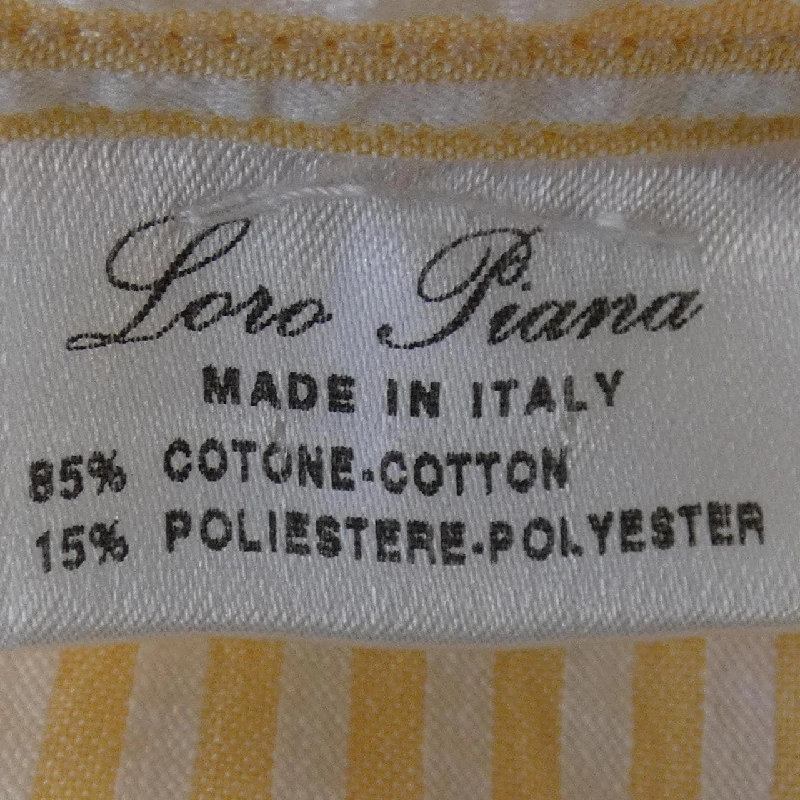 Loro Piana
MADE IN ITALY
85% COTONE-COTTON
15% POLIESTERE-POLYESTER